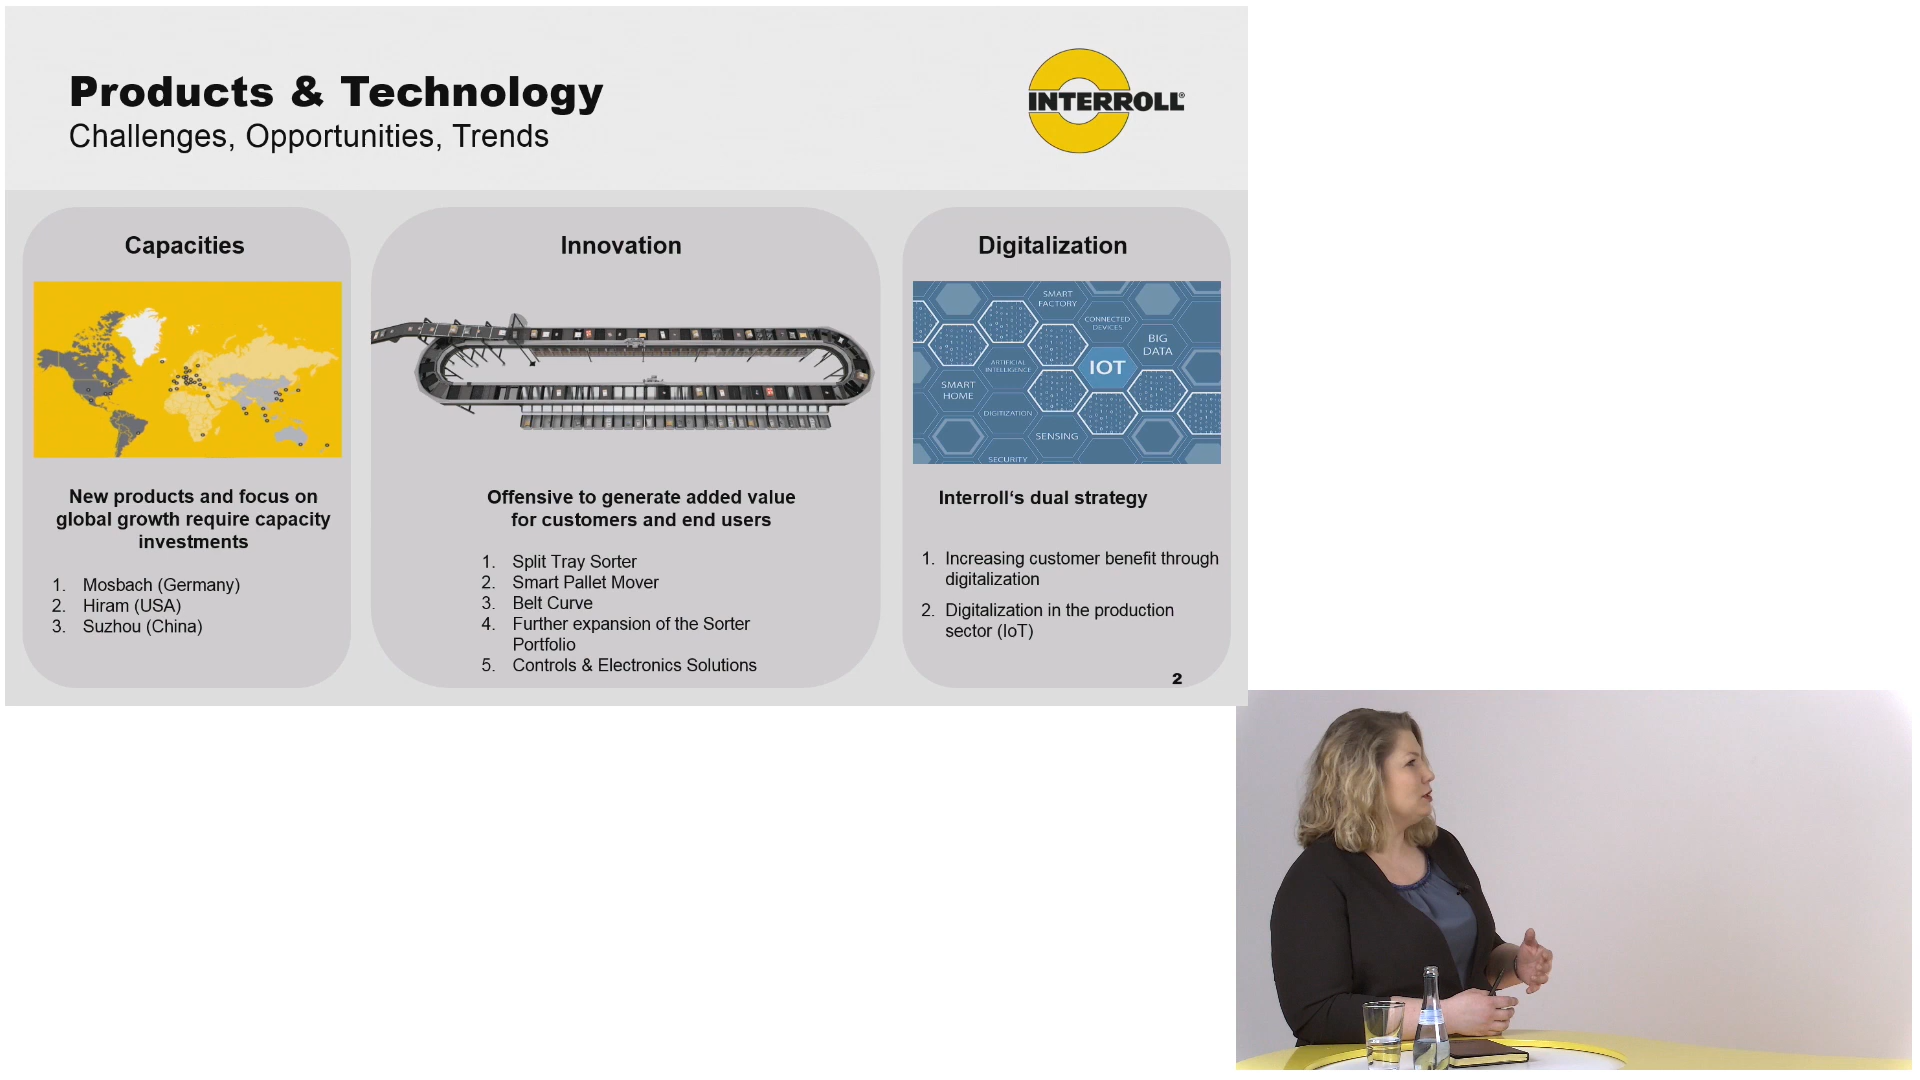 Products & Technology
Challenges, Opportunities, Trends
INTERROLL®
Capacities
New products and focus on
global growth require capacity
investments
1. Mosbach (Germany)
2. Hiram (USA)
3. Suzhou (China)
Innovation
Offensive to generate added value
for customers and end users
1. Split Tray Sorter
2. Smart Pallet Mover
3. Belt Curve
4. Further expansion of the Sorter
Portfolio
5. Controls & Electronics Solutions
Digitalization
SMART
FACTORY
CONNECTED
DEVICES
BIG
DATA
ARTIFICIAL
INTELLIGENCE
IOT
SMART
HOME
DIGITIZATION
SENSING
SECURITY
Interroll‘s dual strategy
1. Increasing customer benefit through
digitalization
2. Digitalization in the production
sector (IoT)
2